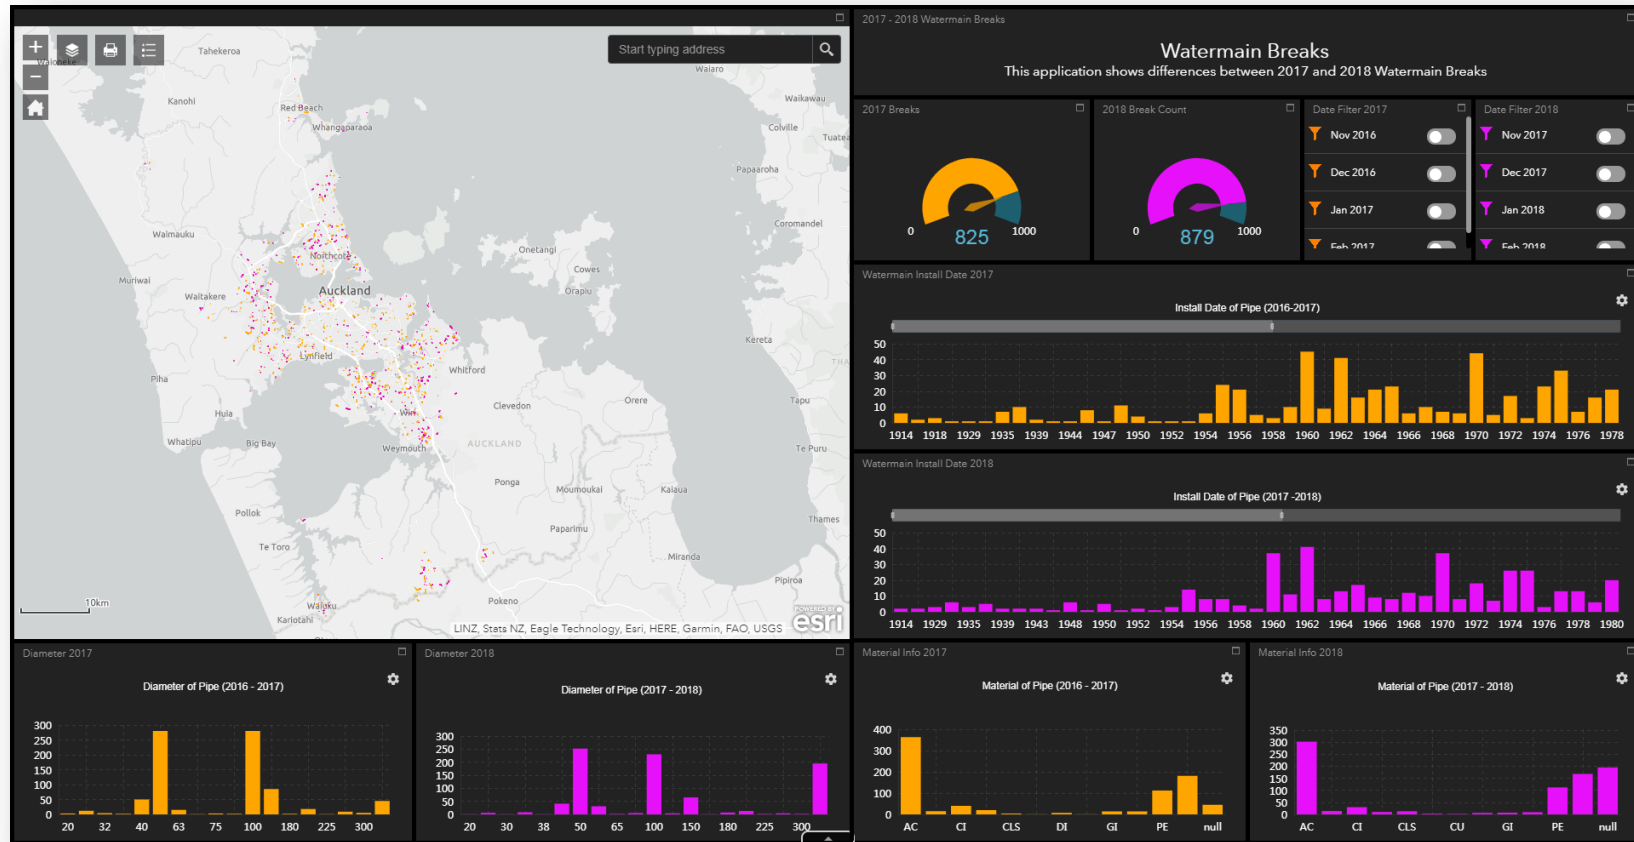 Start typing address
Waioneke
Tahekeroa
Waiaro
Kanohi
Red Beach
Waikawau
Whangaparaoa
Colville
Tuatea
Papaaroha
Waimauku
Coromandel
Northcote
Onetangi
Muriwai
Cowes
Waitakere
Auckland
Orapiu
Kereta
THA
Lynfield
Whitford
Piha
Clevedon
Orere
Tapu
Huia
Wiri
Whatipu
Big Bay
AUCKLAND
Weymouth
Te Puru
Ponga
Moumoukai
Kaiaua
Pollok
Thames
Paparimu
Te Toro
Miranda
Pipiroa
10km
Waiuku
Pokeno
Kariotahi
POWERED BY
esri
LINZ, Stats NZ, Eagle Technology, Esri, HERE, Garmin, FAO, USGS
2017 - 2018 Watermain Breaks
Watermain Breaks
This application shows differences between 2017 and 2018 Watermain Breaks
2017 Breaks
0
825
1000
2018 Break Count
0
879
1000
Date Filter 2017
Nov 2016
Dec 2016
Jan 2017
Feb 2017
Date Filter 2018
Nov 2017
Dec 2017
Jan 2018
Feb 2018
Watermain Install Date 2017
Install Date of Pipe (2016-2017)
50
40
30
20
10
0
1914 1918 1929 1935 1939 1944 1947 1950 1952 1954 1956 1958 1960 1962 1964 1966 1968 1970 1972 1974 1976 1978
Watermain Install Date 2018
Install Date of Pipe (2017 -2018)
50
40
30
20
10
0
1914 1929 1935 1939 1943 1948 1950 1952 1954 1956 1958 1960 1962 1964 1966 1968 1970 1972 1974 1976 1978 1980
Diameter 2017
Diameter of Pipe (2016 - 2017)
300
250
200
150
100
50
0
20 32 40 63 75 100 180 225 300
Diameter 2018
Diameter of Pipe (2017 - 2018)
300
250
200
150
100
50
0
20 30 38 50 65 100 150 180 225 300
Material Info 2017
Material of Pipe (2016 - 2017)
400
300
200
100
0
AC CI CLS DI GI PE null
Material Info 2018
Material of Pipe (2017 - 2018)
350
300
250
200
150
100
50
0
AC CI CLS CU GI PE null